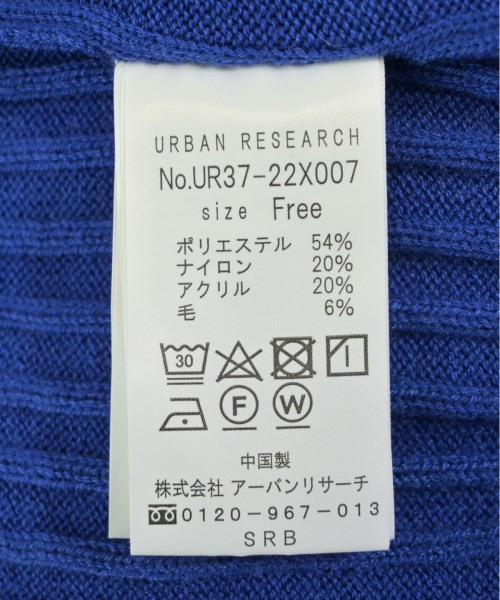 URBAN RESEARCH
No.UR37-22X007
size Free
ポリエステル 54%
ナイロン 20%
アクリル 20%
毛 6%
30
F W
中国製
株式会社 アーバンリサーチ
0120-967-013
SRB